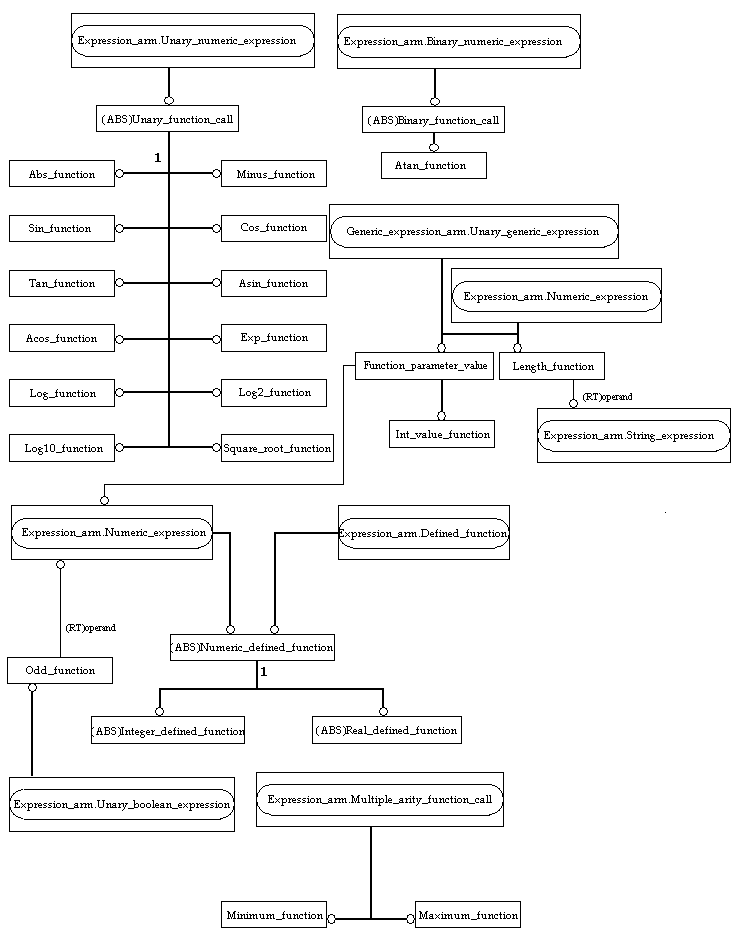 Expression_arm.Unary_numeric_expression
Expression_arm.Binary_numeric_expression
(ABS)Unary_function_call
(ABS)Binary_function_call
1
Atan_function
Abs_function
Minus_function
Sin_function
Cos_function
Generic_expression_arm.Unary_generic_expression
Tan_function
Asin_function
Expression_arm.Numeric_expression
Acos_function
Exp_function
Function_parameter_value
Length_function
Log_function
Log2_function
(RT)operand
Int_value_function
Expression_arm.String_expression
Log10_function
Square_root_function
Expression_arm.Numeric_expression
Expression_arm.Defined_function
(RT)operand
(ABS)Numeric_defined_function
Odd_function
1
(ABS)Integer_defined_function
(ABS)Real_defined_function
Expression_arm.Unary_boolean_expression
Expression_arm.Multiple_arity_function_call
Minimum_function
Maximum_function